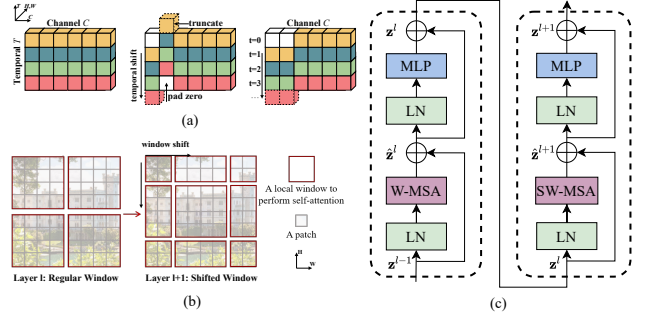 T H,W
C
Channel C
Temporal T
truncate
temporal shift
t=0
t=1
t=2
t=3
...
pad zero
(a)
window shift
A local window to
perform self-attention
A patch
H
W
Layer l: Regular Window
Layer l+1: Shifted Window
(b)
z^l
MLP
LN
ẑ^l
W-MSA
LN
z^{l−1}
z^{l+1}
MLP
LN
ẑ^{l+1}
SW-MSA
LN
z^l
(c)